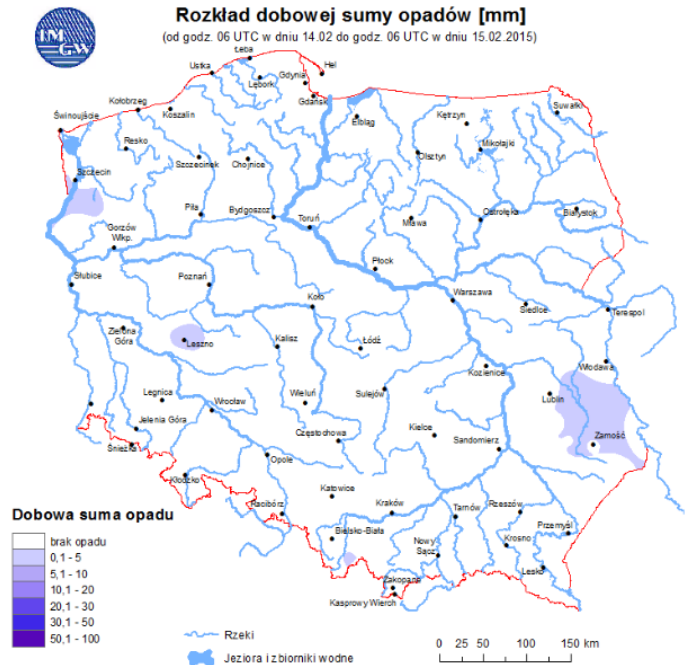 Rozkład dobowej sumy opadów [mm]
(od godz. 06 UTC w dniu 14.02 do godz. 06 UTC w dniu 15.02.2015)
IM
GW
Łeba
Hel
Ustka
Gdynia
Lębork
Gdańsk
Kołobrzeg
Koszalin
Suwałki
Świnoujście
Elbląg
Kętrzyn
Resko
Szczecinek
Chojnice
Olsztyn
Mikołajki
Szczecin
Piła
Bydgoszcz
Toruń
Mława
Ostrołęka
Białystok
Gorzów
Wlkp.
Płock
Słubice
Poznań
Koło
Warszawa
Siedlce
Terespol
Zielona
Góra
Leszno
Kalisz
Łódź
Kozienice
Włodawa
Legnica
Wrocław
Wieluń
Sulejów
Lublin
Jelenia Góra
Częstochowa
Kielce
Sandomierz
Zamość
Śnieżka
Opole
Kłodzko
Katowice
Racibórz
Kraków
Tarnów
Rzeszów
Przemyśl
Bielsko-Biała
Nowy
Sącz
Krosno
Lesko
Zakopane
Kasprowy Wierch
Dobowa suma opadu
brak opadu
0,1 - 5
5,1 - 10
10,1 - 20
20,1 - 30
30,1 - 50
50,1 - 100
Rzeki
Jeziora i zbiorniki wodne
0 25 50 100 150 km